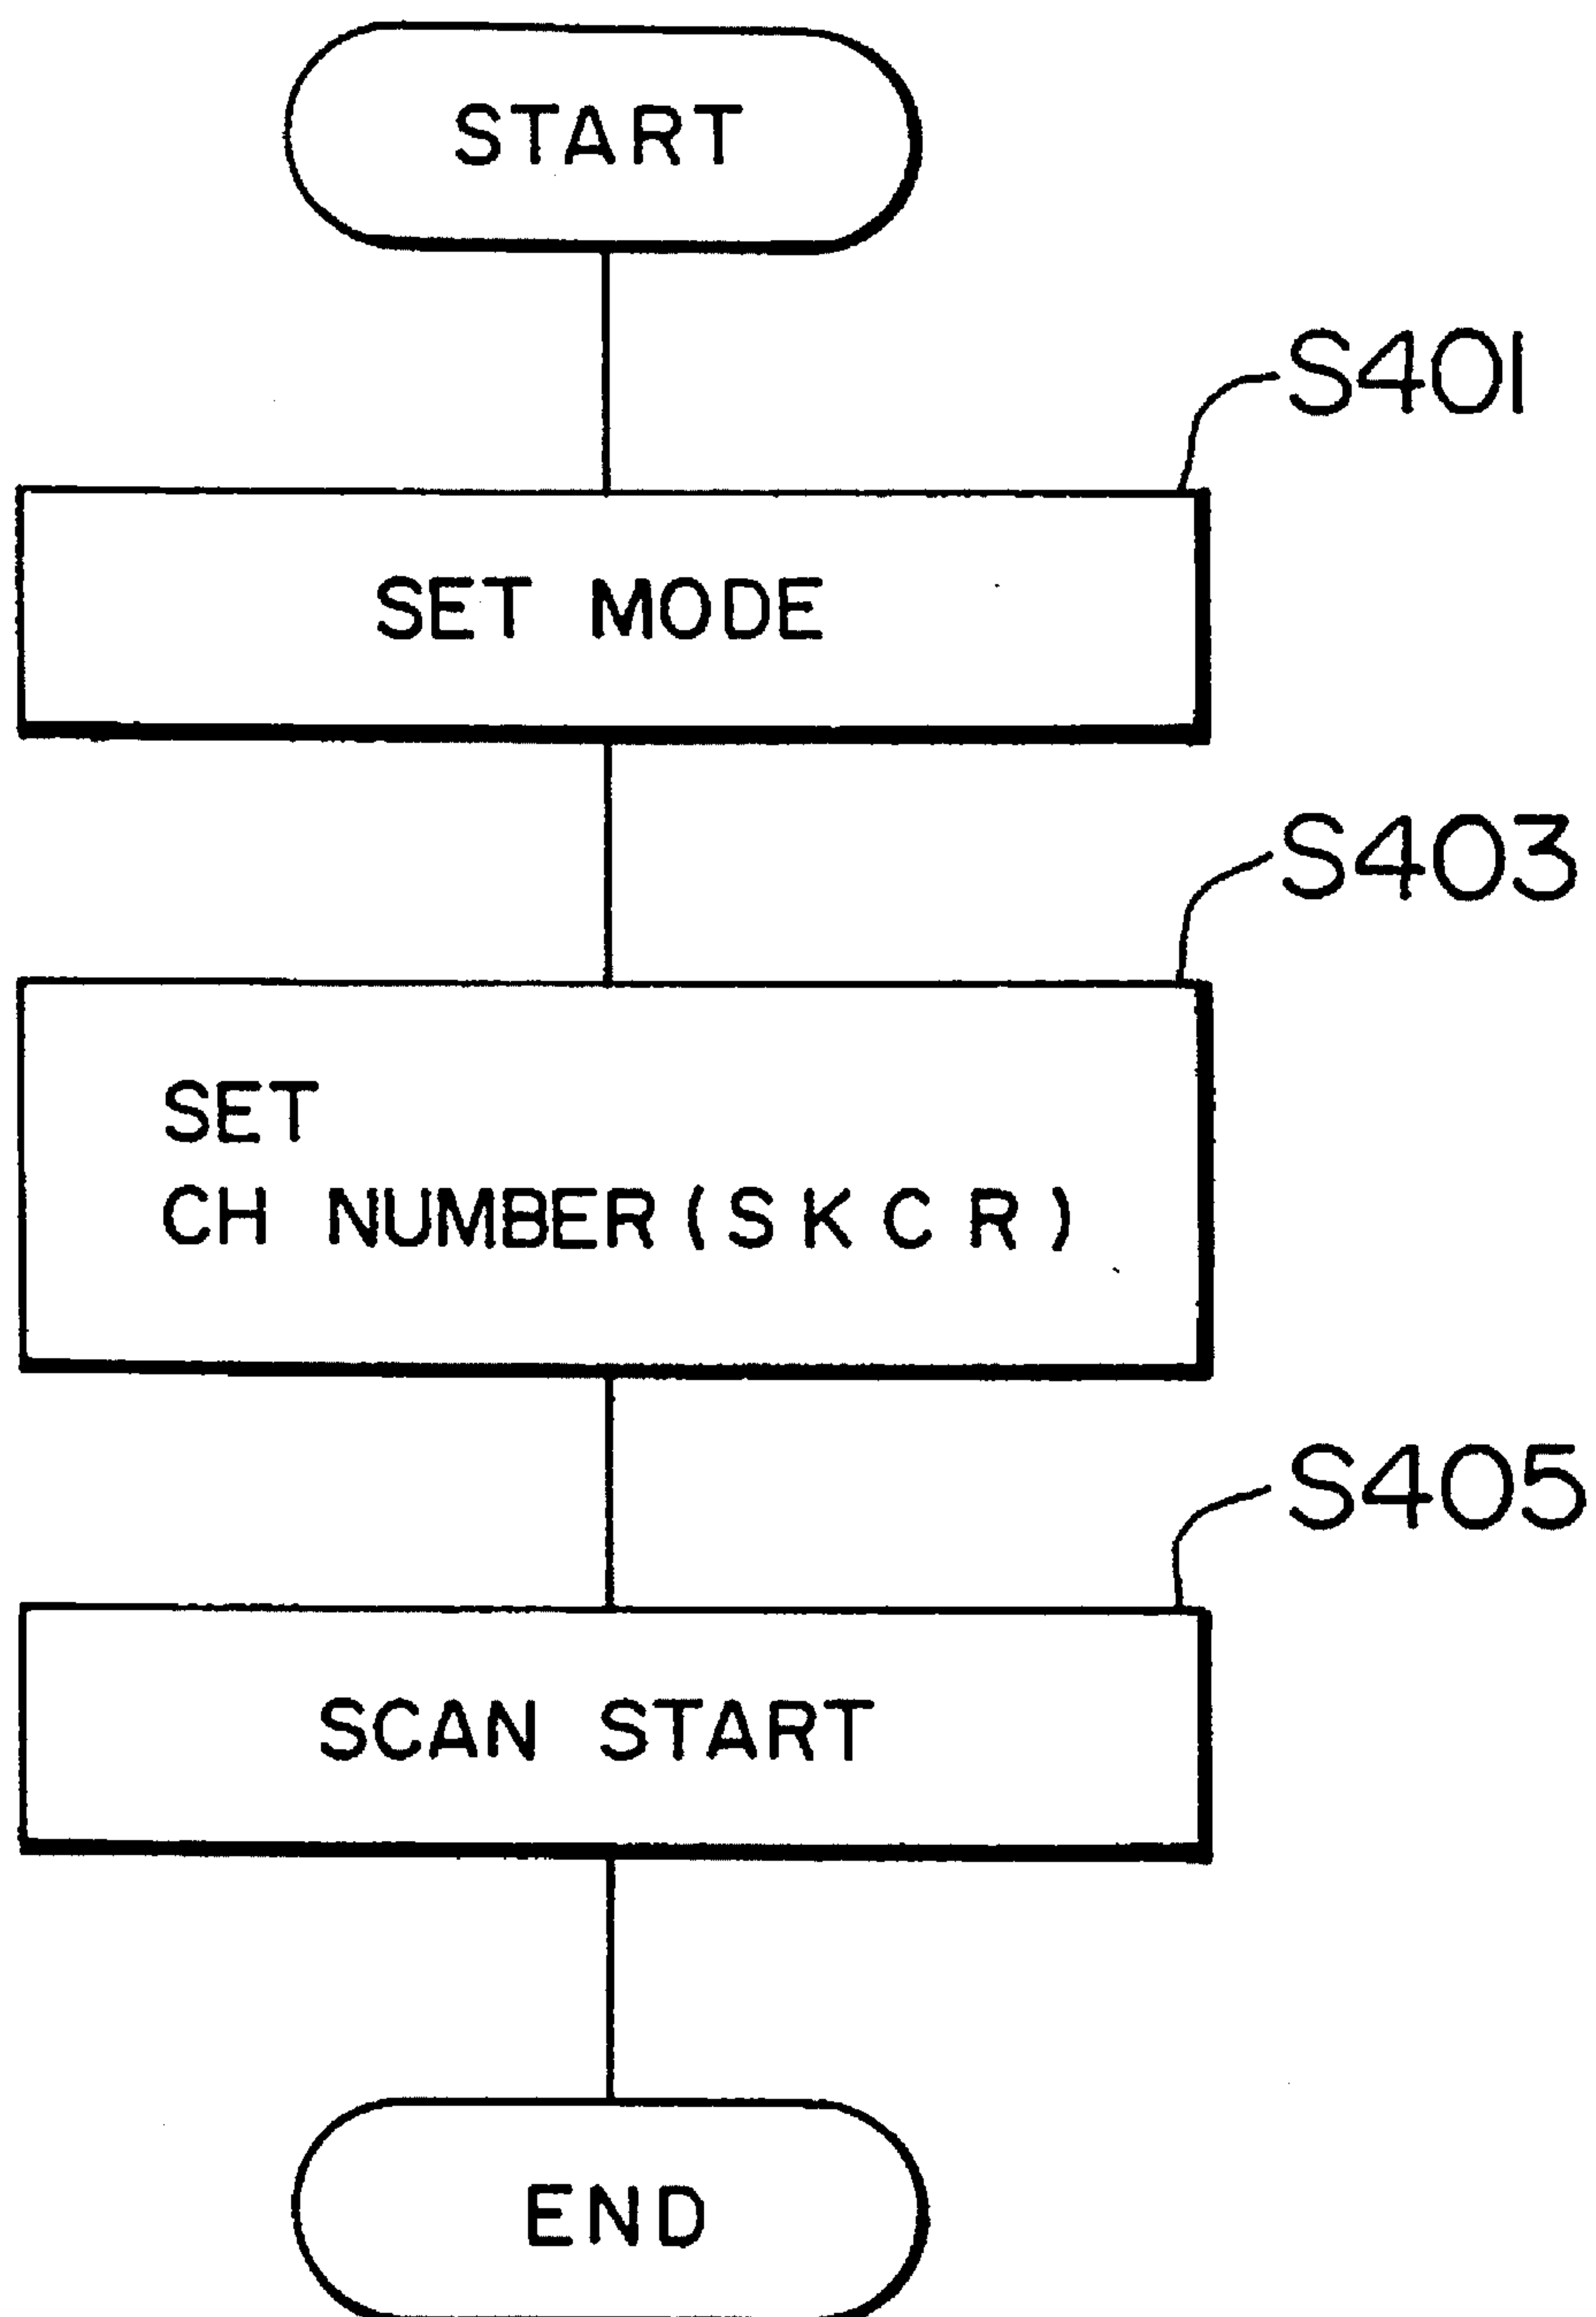 START
S401
SET MODE
S403
SET
CH NUMBER(SKCR)
S405
SCAN START
END